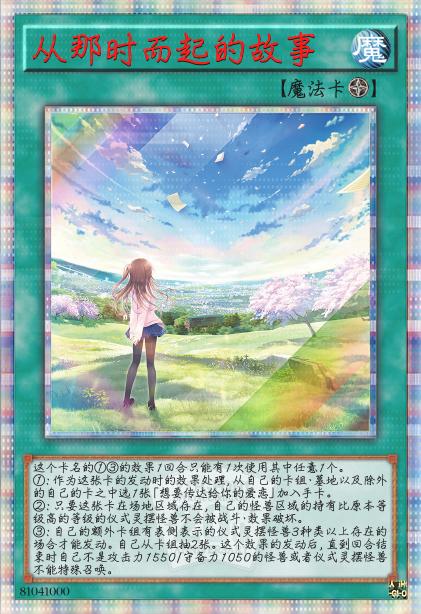 从那时而起的故事
魔
【魔法卡】
这个卡名的①③的效果1回合只能有1次使用其中任意1个。
①：作为这张卡的发动时的效果处理，从自己的卡组·墓地以及除外
的自己的卡之中选1张「想要传达给你的爱恋」加入手卡。
②：只要这张卡在场地区域存在，自己的怪兽区域的持有比原本等
级高的等级的仪式灵摆怪兽不会被战斗·效果破坏。
③：自己的额外卡组有表侧表示的仪式灵摆怪兽3种类以上存在的
场合才能发动。自己从卡组抽2张。这个效果的发动后，直到回合结
束时自己不是攻击力1550/守备力1050的怪兽或者仪式灵摆怪兽
不能特殊召唤。
81041000